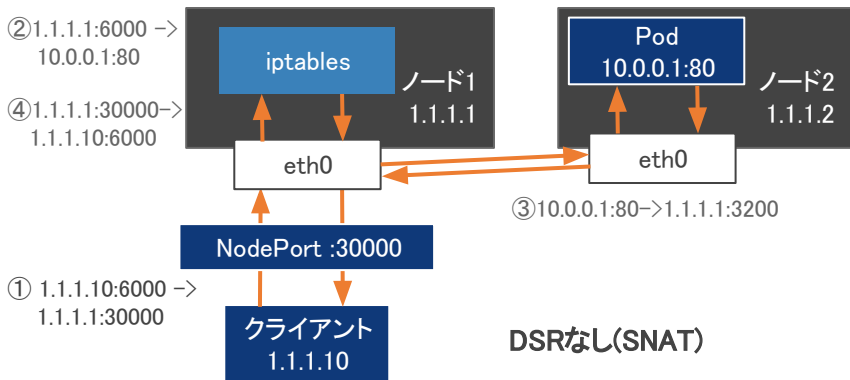 ②1.1.1.1:6000 ->
10.0.0.1:80
④1.1.1.1:30000->
1.1.1.10:6000
iptables
ノード1
1.1.1.1
eth0
Pod
10.0.0.1:80
ノード2
1.1.1.2
eth0
③10.0.0.1:80->1.1.1.1:3200
NodePort :30000
① 1.1.1.10:6000 ->
1.1.1.1:30000
クライアント
1.1.1.10
DSRなし(SNAT)